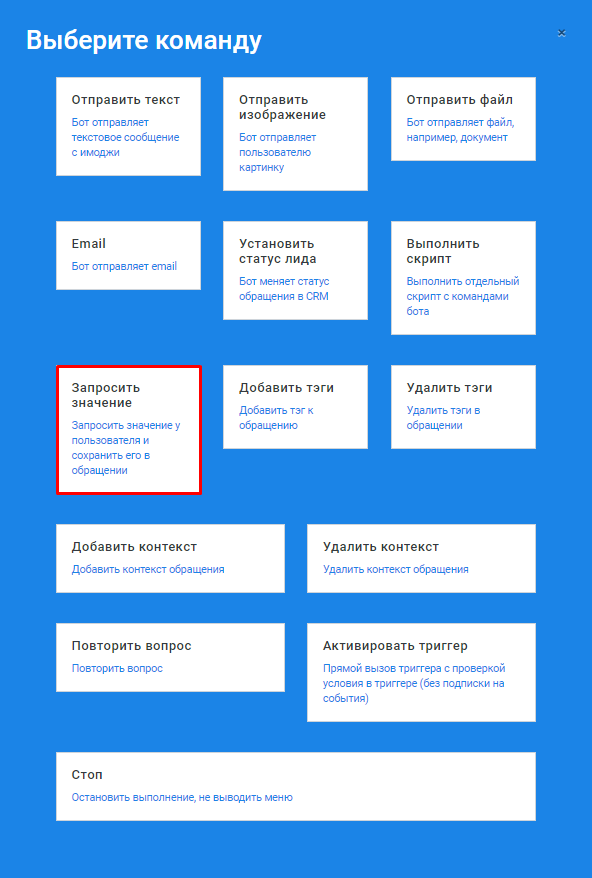 Выберите команду
×
Отправить текст
Бот отправляет
текстовое сообщение
с имоджи
Отправить
изображение
Бот отправляет
пользователю
картинку
Отправить файл
Бот отправляет файл,
например, документ
Email
Бот отправляет email
Установить
статус лида
Бот меняет статус
обращения в CRM
Выполнить
скрипт
Выполнить отдельный
скрипт с командами
бота
Запросить
значение
Запросить значение у
пользователя и
сохранить его в
обращении
Добавить тэги
Добавить тэг к
обращению
Удалить тэги
Удалить тэги в
обращении
Добавить контекст
Добавить контекст обращения
Удалить контекст
Удалить контекст обращения
Повторить вопрос
Повторить вопрос
Активировать триггер
Прямой вызов триггера с проверкой
условия в триггере (без подписки на
события)
Стоп
Остановить выполнение, не выводить меню